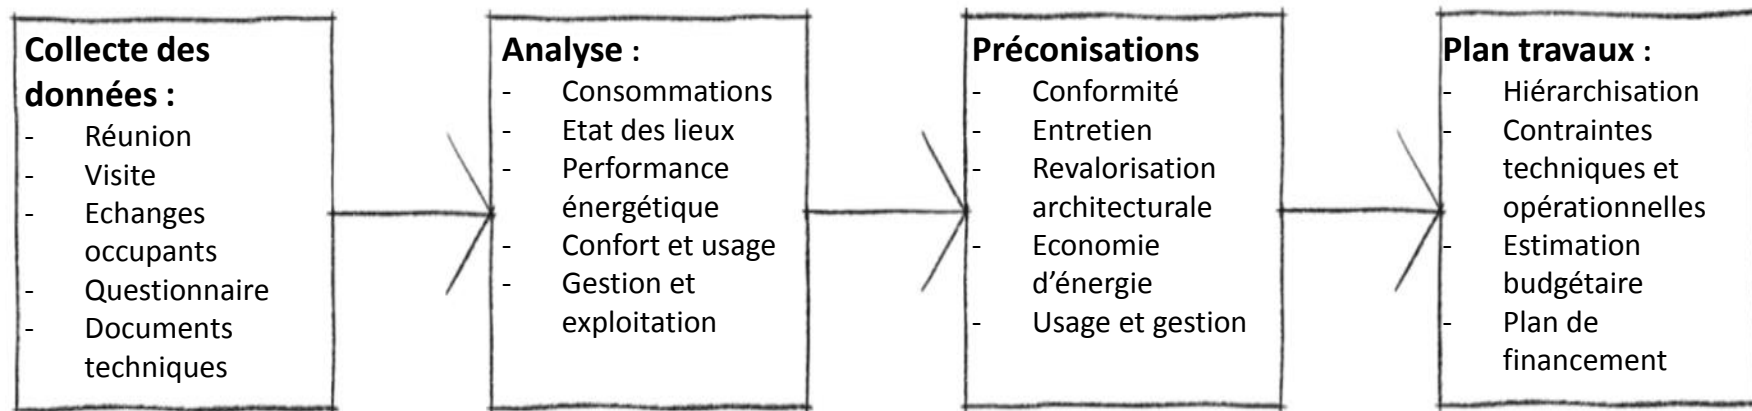 Collecte des
données :
- Réunion
- Visite
- Echanges
occupants
- Questionnaire
- Documents
techniques
Analyse :
- Consommations
- Etat des lieux
- Performance
énergétique
- Confort et usage
- Gestion et
exploitation
Préconisations
- Conformité
- Entretien
- Revalorisation
architecturale
- Economie
d’énergie
- Usage et gestion
Plan travaux :
- Hiérarchisation
- Contraintes
techniques et
opérationnelles
- Estimation
budgétaire
- Plan de
financement